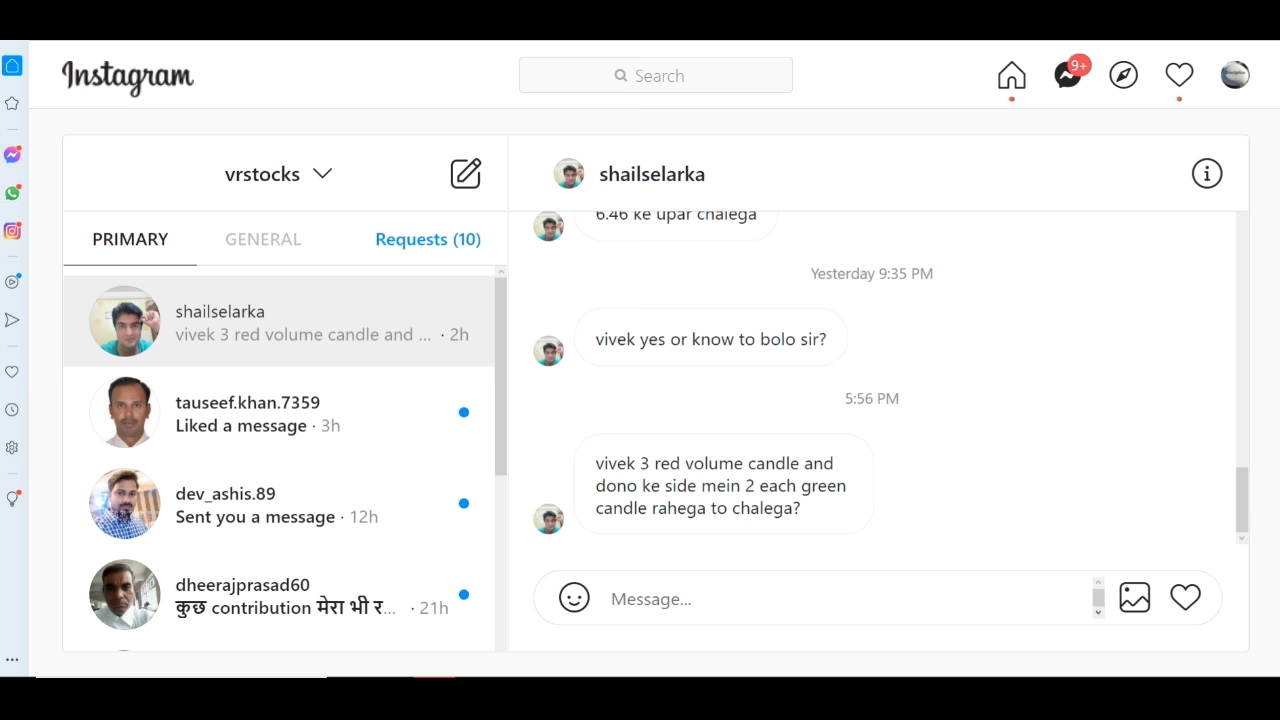 Instagram
Search
9+
vrstocks
shailselarka
PRIMARY
GENERAL
Requests (10)
shailselarka
vivek 3 red volume candle and ... · 2h
tauseef.khan.7359
Liked a message · 3h
dev_ashis.89
Sent you a message · 12h
dheerajprasad60
कुछ contribution मेरा भी र... · 21h
6.46 ke upar chalega
Yesterday 9:35 PM
vivek yes or know to bolo sir?
5:56 PM
vivek 3 red volume candle and
dono ke side mein 2 each green
candle rahega to chalega?
Message...